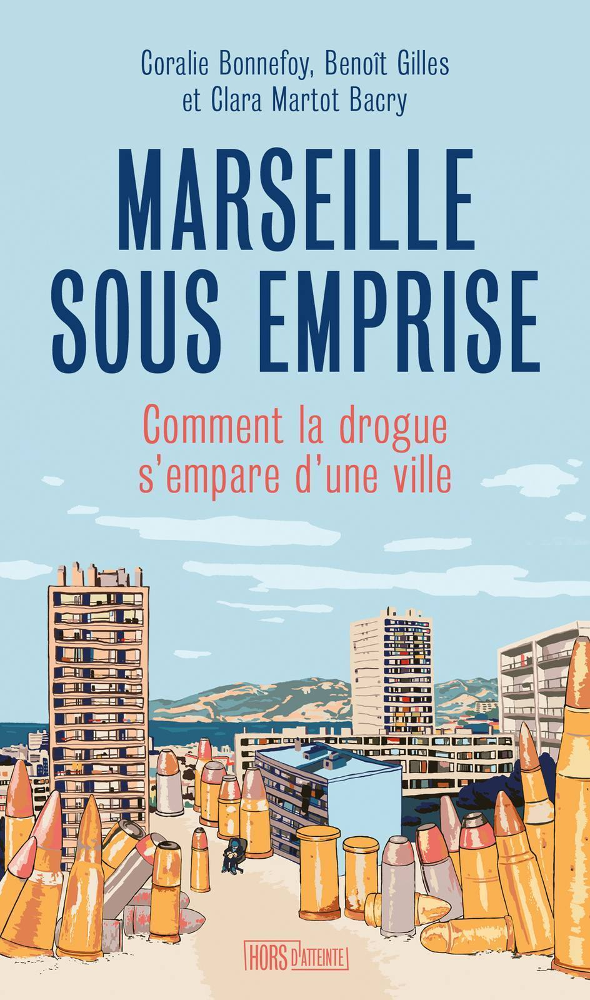 Coralie Bonnefoy, Benoît Gilles
et Clara Martot Bacry
MARSEILLE
SOUS EMPRISE
Comment la drogue
s’empare d’une ville
HORS D'ATTEINTE